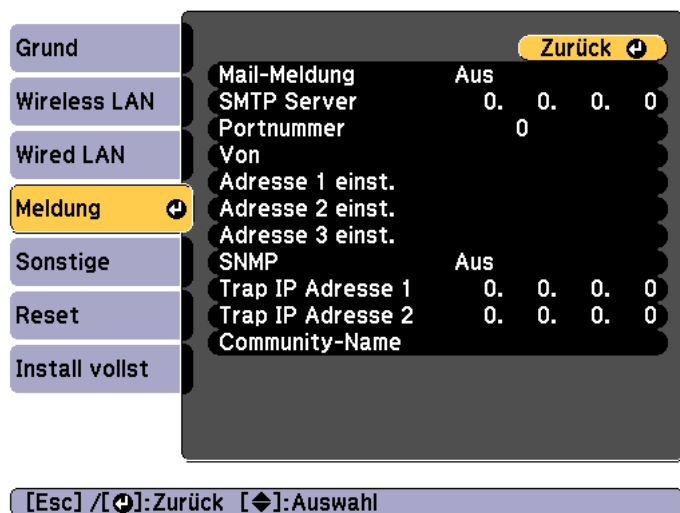 Grund
Wireless LAN
Wired LAN
Meldung
Sonstige
Reset
Install vollst
Zurück
Mail-Meldung Aus
SMTP Server 0. 0. 0. 0
Portnummer 0
Von
Adresse 1 einst.
Adresse 2 einst.
Adresse 3 einst.
SNMP Aus
Trap IP Adresse 1 0. 0. 0. 0
Trap IP Adresse 2 0. 0. 0. 0
Community-Name
[Esc] /[⏎]:Zurück [◆]:Auswahl